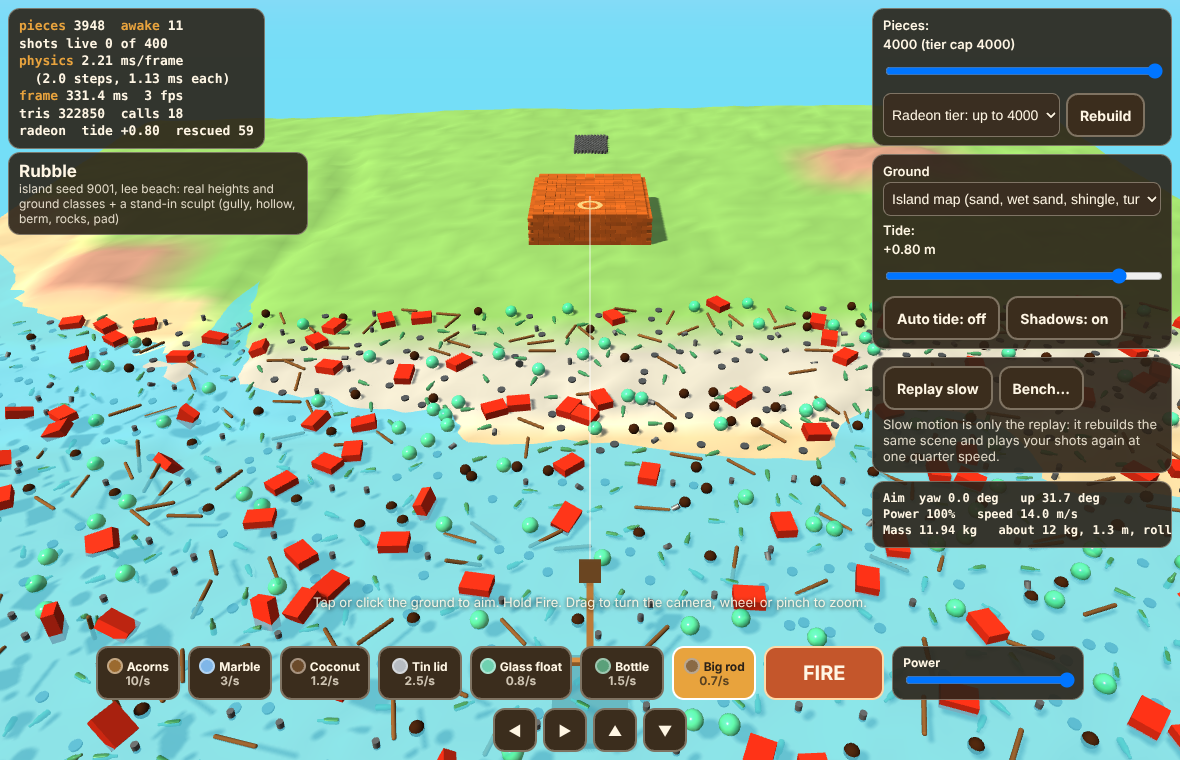 pieces 3948  awake 11
shots live 0 of 400
physics 2.21 ms/frame
(2.0 steps, 1.13 ms each)
frame 331.4 ms  3 fps
tris 322850  calls 18
radeon  tide +0.80  rescued 59
Rubble
island seed 9001, lee beach: real heights and
ground classes + a stand-in sculpt (gully, hollow,
berm, rocks, pad)
Pieces:
4000 (tier cap 4000)
Radeon tier: up to 4000
Rebuild
Ground
Island map (sand, wet sand, shingle, tur
Tide:
+0.80 m
Auto tide: off
Shadows: on
Replay slow
Bench...
Slow motion is only the replay: it rebuilds the
same scene and plays your shots again at
one quarter speed.
Aim  yaw 0.0 deg  up 31.7 deg
Power 100%  speed 14.0 m/s
Mass 11.94 kg  about 12 kg, 1.3 m, roll
Tap or click the ground to aim. Hold Fire. Drag to turn the camera, wheel or pinch to zoom.
Acorns
10/s
Marble
3/s
Coconut
1.2/s
Tin lid
2.5/s
Glass float
0.8/s
Bottle
1.5/s
Big rod
0.7/s
FIRE
Power